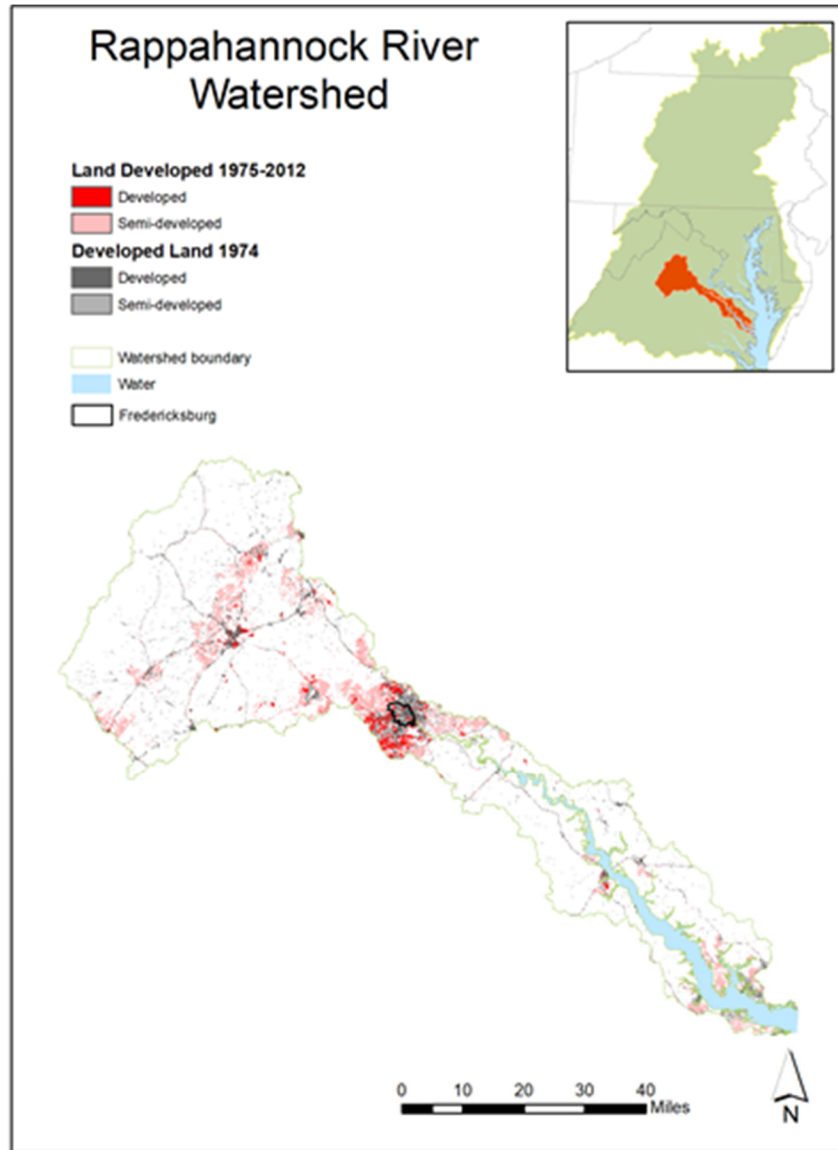 Rappahannock River
Watershed
Land Developed 1975-2012
Developed
Semi-developed
Developed Land 1974
Developed
Semi-developed
Watershed boundary
Water
Fredericksburg
0 10 20 30 40
Miles
N